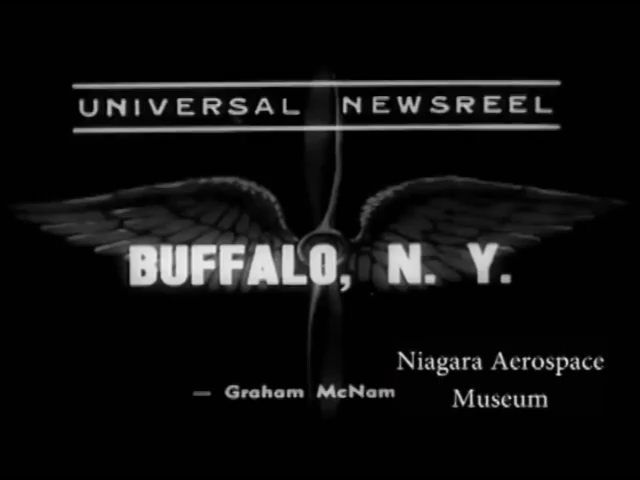 UNIVERSAL NEWSREEL
BUFFALO, N. Y.
Niagara Aerospace
Museum
— Graham McNam